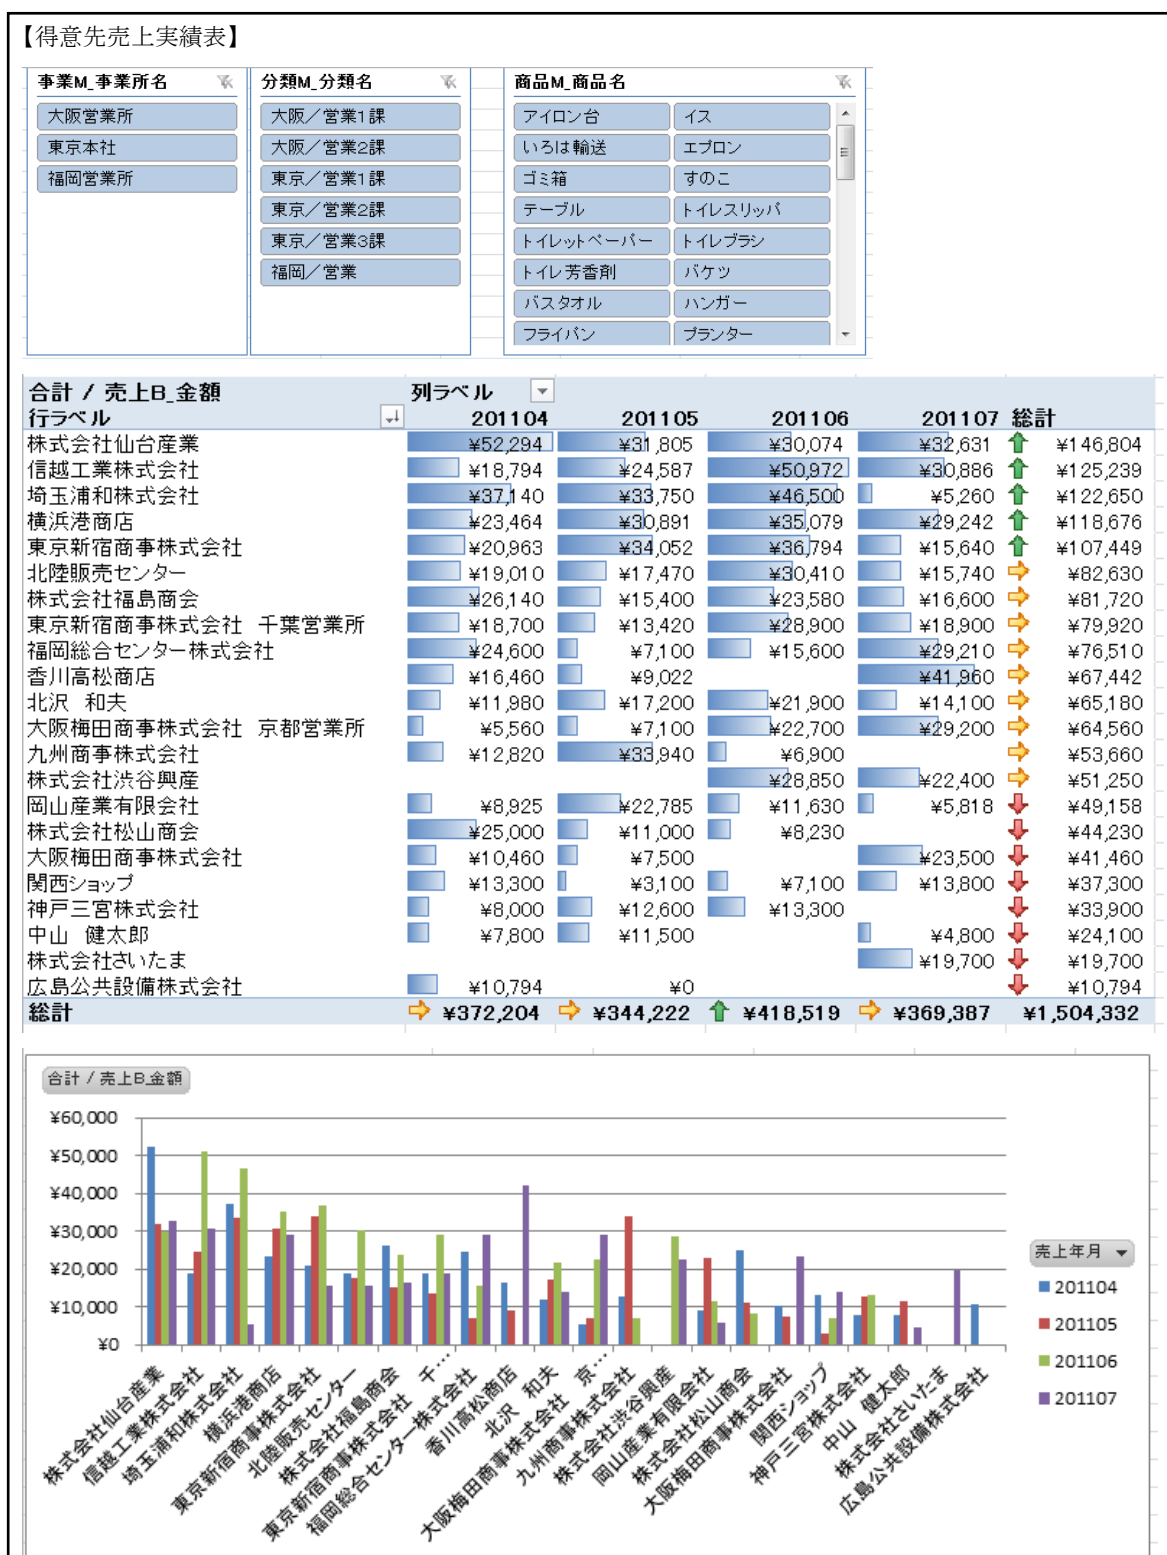 【得意先売上実績表】
事業M_事業所名
大阪営業所
東京本社
福岡営業所
分類M_分類名
大阪／営業1課
大阪／営業2課
東京／営業1課
東京／営業2課
東京／営業3課
福岡／営業
商品M_商品名
アイロン台 イス
いろは輸送 エプロン
ゴミ箱 すのこ
テーブル トイレスリッパ
トイレットペーパー トイレブラシ
トイレ芳香剤 バケツ
バスタオル ハンガー
フライパン プランター
合計 / 売上B_金額 列ラベル
行ラベル 201104 201105 201106 201107 総計
株式会社仙台産業 ¥52,294 ¥31,805 ¥30,074 ¥32,631 ¥146,804
信越工業株式会社 ¥18,794 ¥24,587 ¥50,972 ¥30,886 ¥125,239
埼玉浦和株式会社 ¥37,140 ¥33,750 ¥46,500 ¥5,260 ¥122,650
横浜港商店 ¥23,464 ¥30,891 ¥35,079 ¥29,242 ¥118,676
東京新宿商事株式会社 ¥20,963 ¥34,052 ¥36,794 ¥15,640 ¥107,449
北陸販売センター ¥19,010 ¥17,470 ¥30,410 ¥15,740 ¥82,630
株式会社福島商会 ¥26,140 ¥15,400 ¥23,580 ¥16,600 ¥81,720
東京新宿商事株式会社 千葉営業所 ¥18,700 ¥13,420 ¥28,900 ¥18,900 ¥79,920
福岡総合センター株式会社 ¥24,600 ¥7,100 ¥15,600 ¥29,210 ¥76,510
香川高松商店 ¥16,460 ¥9,022 ¥41,960 ¥67,442
北沢 和夫 ¥11,980 ¥17,200 ¥21,900 ¥14,100 ¥65,180
大阪梅田商事株式会社 京都営業所 ¥5,560 ¥7,100 ¥22,700 ¥29,200 ¥64,560
九州商事株式会社 ¥12,820 ¥33,940 ¥6,900 ¥53,660
株式会社渋谷興産 ¥28,850 ¥22,400 ¥51,250
岡山産業有限会社 ¥8,925 ¥22,785 ¥11,630 ¥5,818 ¥49,158
株式会社松山商会 ¥25,000 ¥11,000 ¥8,230 ¥44,230
大阪梅田商事株式会社 ¥10,460 ¥7,500 ¥23,500 ¥41,460
関西ショップ ¥13,300 ¥3,100 ¥7,100 ¥13,800 ¥37,300
神戸三宮株式会社 ¥8,000 ¥12,600 ¥13,300 ¥33,900
中山 健太郎 ¥7,800 ¥11,500 ¥4,800 ¥24,100
株式会社さいたま ¥19,700 ¥19,700
広島公共設備株式会社 ¥10,794 ¥0 ¥10,794
総計 ¥372,204 ¥344,222 ¥418,519 ¥369,387 ¥1,504,332
合計 / 売上B_金額
¥60,000
¥50,000
¥40,000
¥30,000
¥20,000
¥10,000
¥0
株式会社仙台産業
信越工業株式会社
埼玉浦和株式会社
横浜港商店
東京新宿商事株式会社
北陸販売センター
株式会社福島商会
東京新宿商事株式会社 千…
福岡総合センター株式会社
香川高松商店
北沢 和夫
大阪梅田商事株式会社 京…
九州商事株式会社
株式会社渋谷興産
岡山産業有限会社
株式会社松山商会
大阪梅田商事株式会社
関西ショップ
神戸三宮株式会社
中山 健太郎
株式会社さいたま
広島公共設備株式会社
売上年月
201104
201105
201106
201107